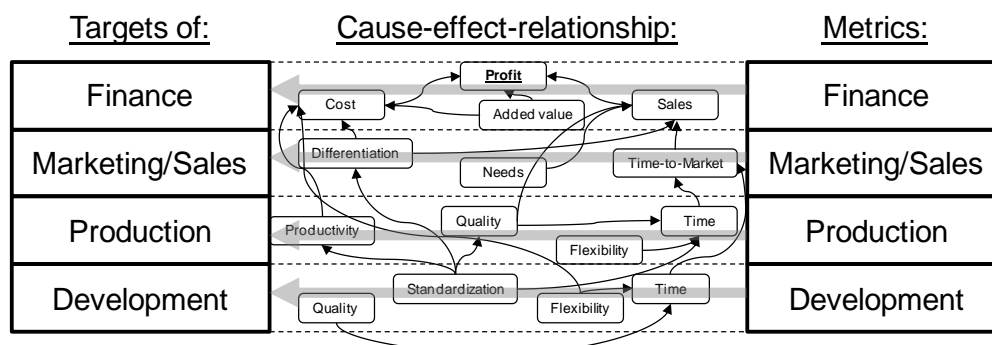 Targets of:
Cause-effect-relationship:
Metrics:
Finance
Profit
Cost
Added value
Sales
Finance
Marketing/Sales
Differentiation
Needs
Time-to-Market
Marketing/Sales
Production
Productivity
Quality
Flexibility
Time
Production
Development
Quality
Standardization
Flexibility
Time
Development